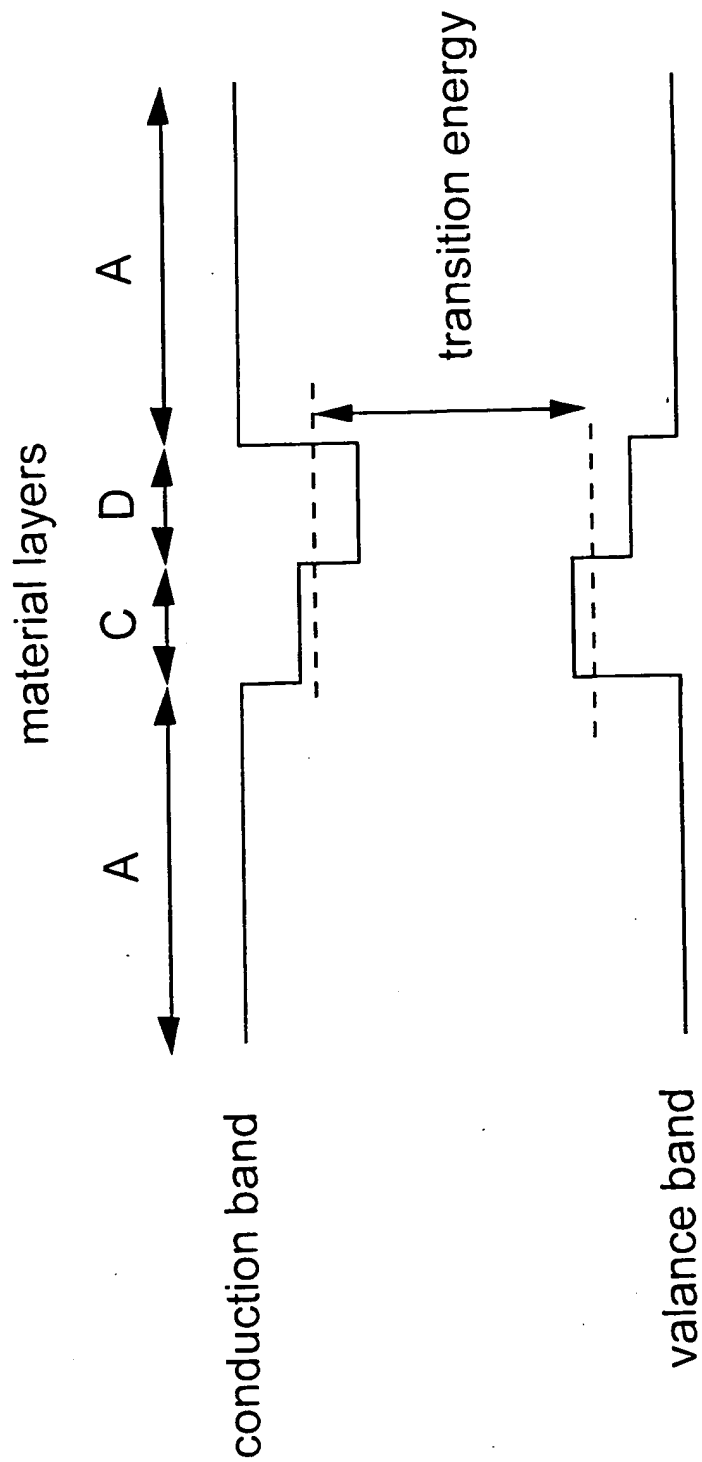 material layers
A C D A
conduction band
transition energy
valance band